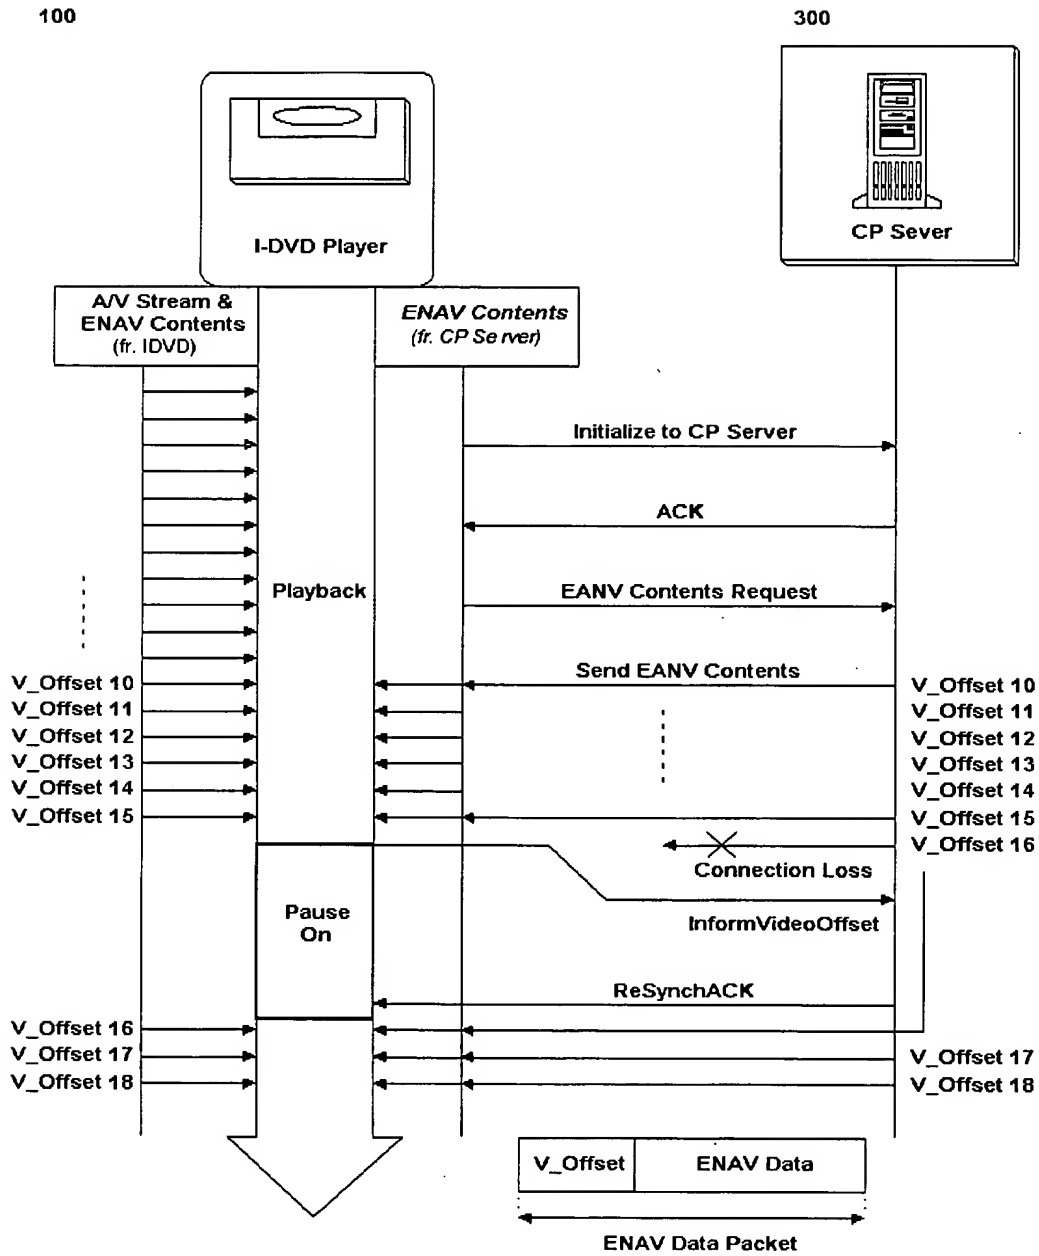 100
300
I-DVD Player
CP Sever
A/V Stream &
ENAV Contents
(fr. IDVD)
ENAV Contents
(fr. CP Server)
Initialize to CP Server
ACK
Playback
EANV Contents Request
Send EANV Contents
V_Offset 10
V_Offset 11
V_Offset 12
V_Offset 13
V_Offset 14
V_Offset 15
V_Offset 10
V_Offset 11
V_Offset 12
V_Offset 13
V_Offset 14
V_Offset 15
V_Offset 16
Connection Loss
Pause
On
InformVideoOffset
ReSynchACK
V_Offset 16
V_Offset 17
V_Offset 18
V_Offset 17
V_Offset 18
V_Offset
ENAV Data
ENAV Data Packet